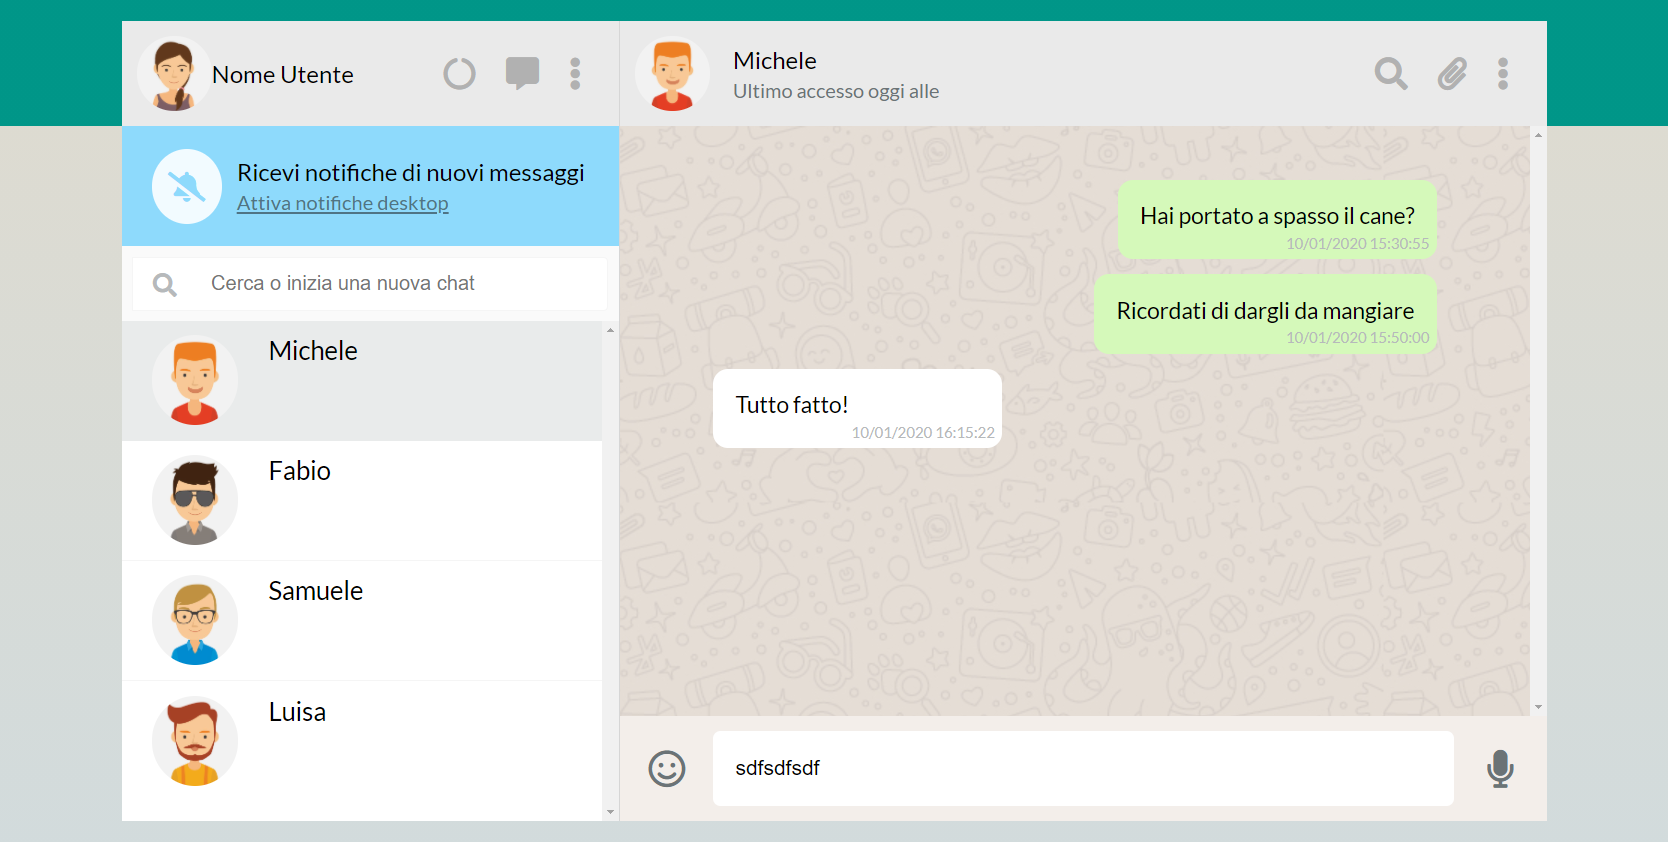 Nome Utente
Ricevi notifiche di nuovi messaggi
Attiva notifiche desktop
Cerca o inizia una nuova chat
Michele
Fabio
Samuele
Luisa
Michele
Ultimo accesso oggi alle
Hai portato a spasso il cane?
10/01/2020 15:30:55
Ricordati di dargli da mangiare
10/01/2020 15:50:00
Tutto fatto!
10/01/2020 16:15:22
sdfsdfsdf